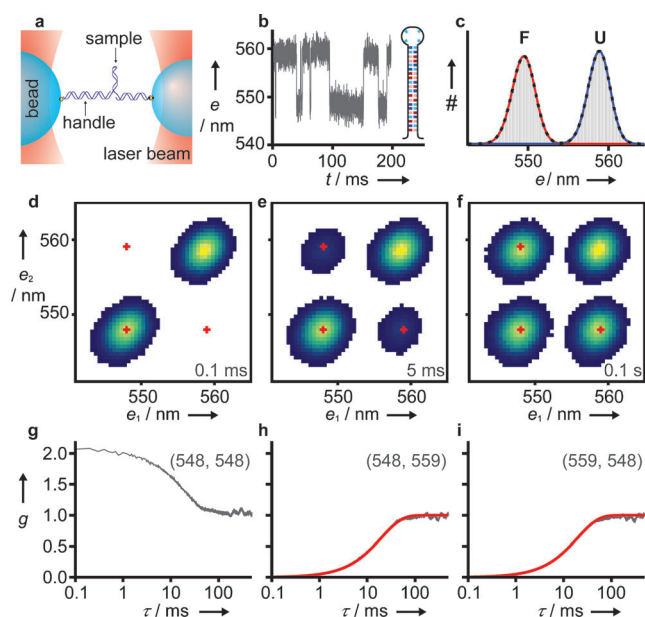 a
sample
bead
handle
laser beam
b
e
/ nm
560
550
540
0
100
200
t / ms
c
F
U
#
550
560
e / nm
d
e
f
e₂
/ nm
560
550
0.1 ms
5 ms
0.1 s
550
560
550
560
550
560
e₁ / nm
e₁ / nm
e₁ / nm
g
h
i
(548, 548)
(548, 559)
(559, 548)
g
2.0
1.5
1.0
0.5
0.0
0.1
1
10
100
0.1
1
10
100
0.1
1
10
100
τ / ms
τ / ms
τ / ms